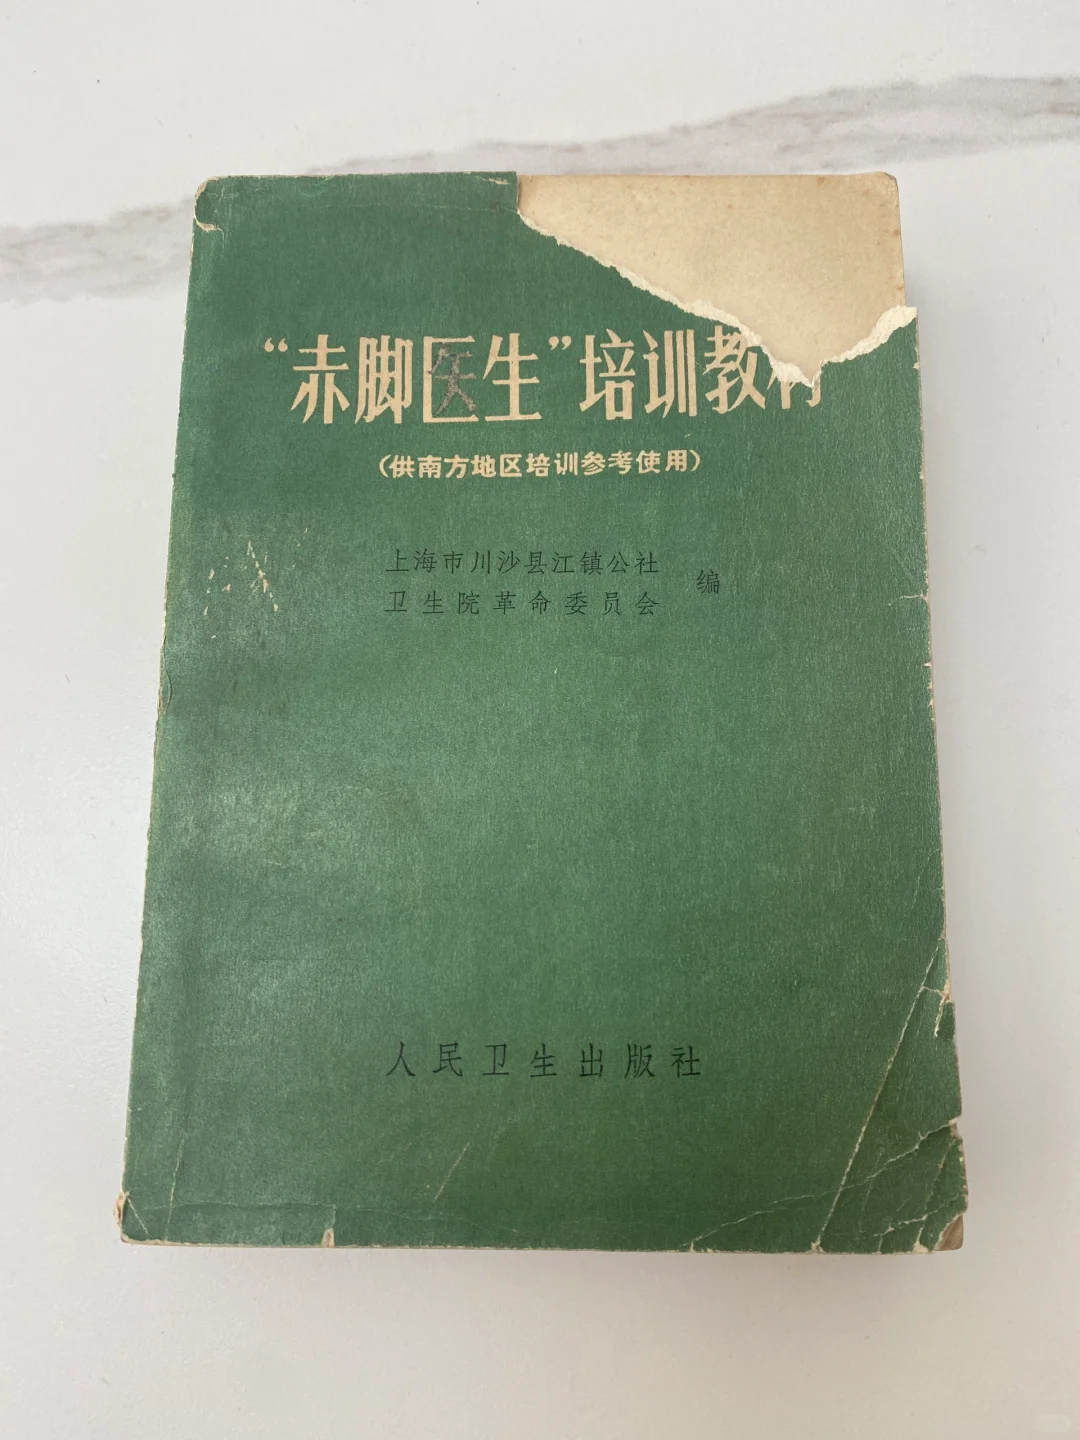 “赤脚医生”培训教材
(供南方地区培训参考使用)
上海市川沙县江镇公社
卫生院革命委员会
编
人民卫生出版社